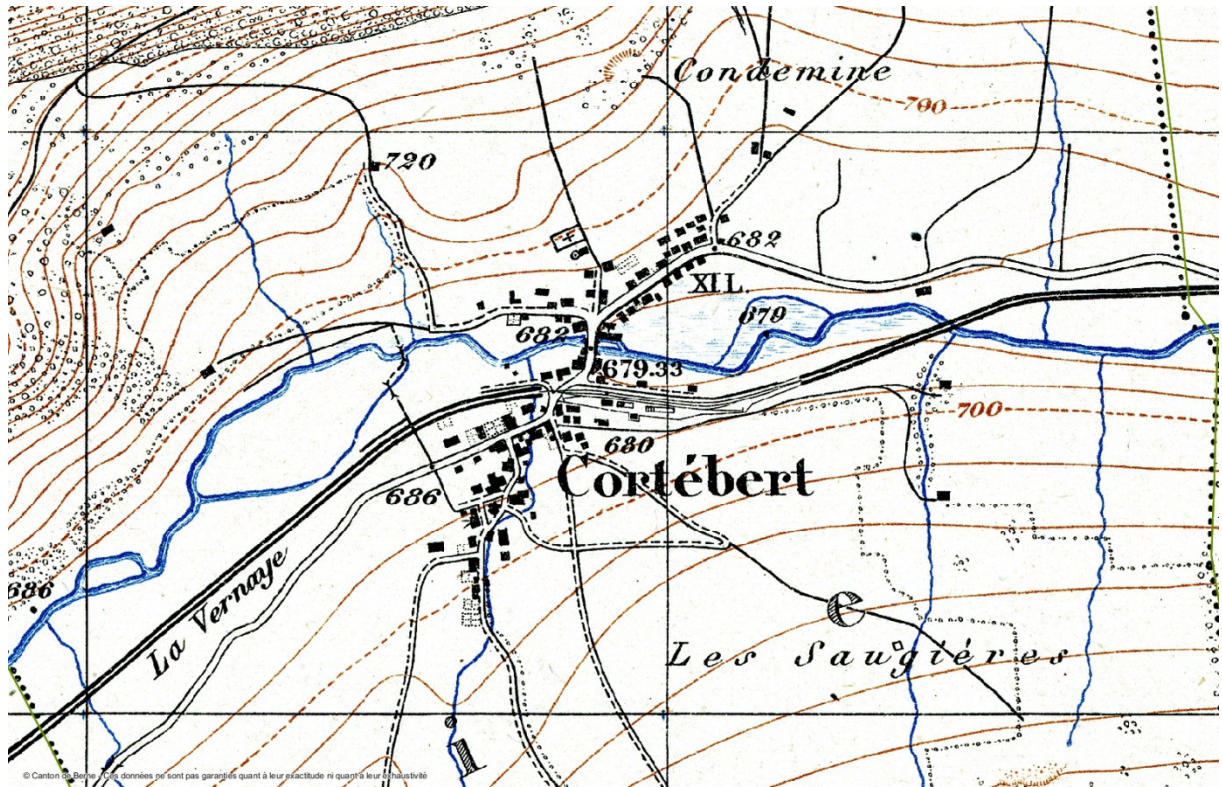 Condemine
700
720
682
XI L.
679
682
679.33
700
680
Cortébert
686
686
La Vernaye
Les Saugiéres
© Canton de Berne / Ces données ne sont pas garanties quant à leur exactitude ni quant à leur exhaustivité